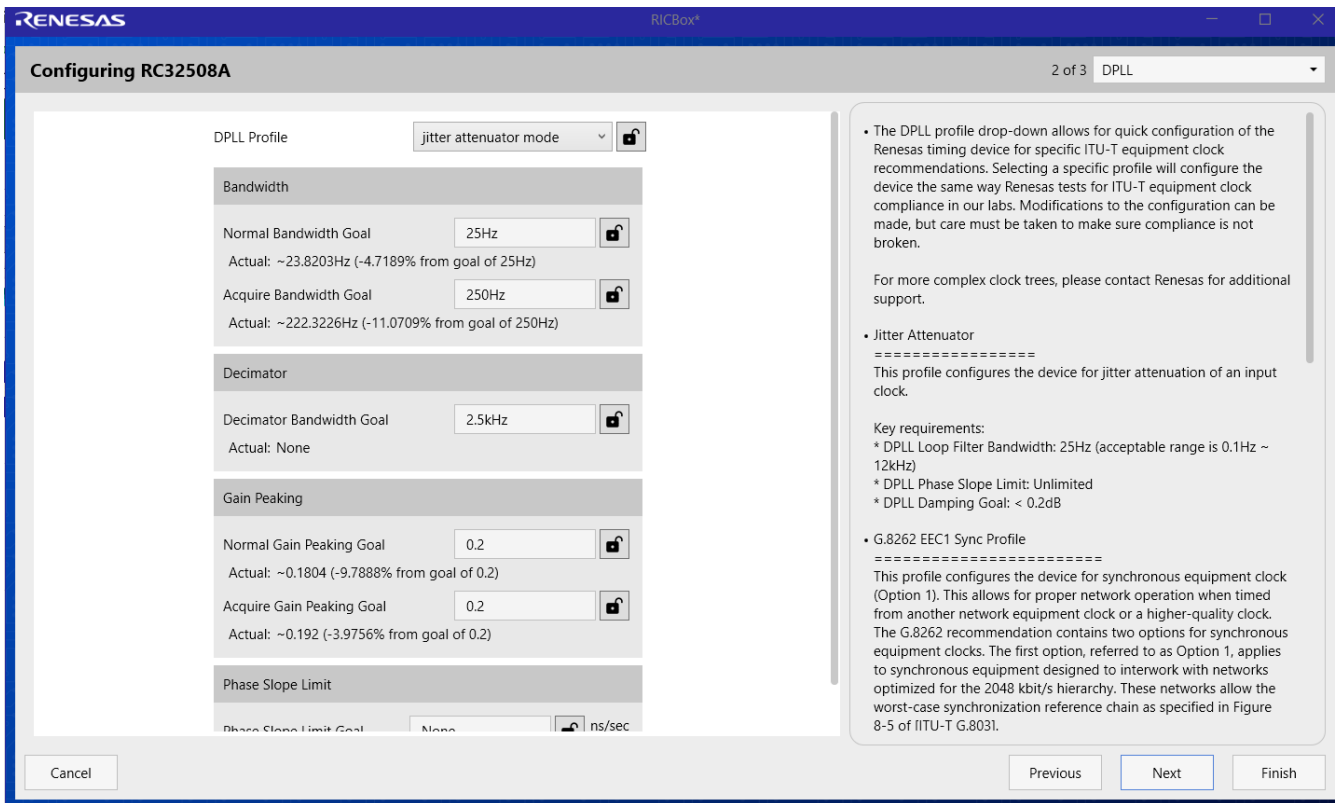 RENESAS
RICBox*
Configuring RC32508A
2 of 3
DPLL
DPLL Profile
jitter attenuator mode
Bandwidth
Normal Bandwidth Goal
25Hz
Actual: ~23.8203Hz (-4.7189% from goal of 25Hz)
Acquire Bandwidth Goal
250Hz
Actual: ~222.3226Hz (-11.0709% from goal of 250Hz)
Decimator
Decimator Bandwidth Goal
2.5kHz
Actual: None
Gain Peaking
Normal Gain Peaking Goal
0.2
Actual: ~0.1804 (-9.7888% from goal of 0.2)
Acquire Gain Peaking Goal
0.2
Actual: ~0.192 (-3.9756% from goal of 0.2)
Phase Slope Limit
Phase Slope Limit Goal
None
ns/sec
• The DPLL profile drop-down allows for quick configuration of the
Renesas timing device for specific ITU-T equipment clock
recommendations. Selecting a specific profile will configure the
device the same way Renesas tests for ITU-T equipment clock
compliance in our labs. Modifications to the configuration can be
made, but care must be taken to make sure compliance is not
broken.
For more complex clock trees, please contact Renesas for additional
support.
• Jitter Attenuator
=================
This profile configures the device for jitter attenuation of an input
clock.
Key requirements:
* DPLL Loop Filter Bandwidth: 25Hz (acceptable range is 0.1Hz ~
12kHz)
* DPLL Phase Slope Limit: Unlimited
* DPLL Damping Goal: < 0.2dB
• G.8262 EEC1 Sync Profile
========================
This profile configures the device for synchronous equipment clock
(Option 1). This allows for proper network operation when timed
from another network equipment clock or a higher-quality clock.
The G.8262 recommendation contains two options for synchronous
equipment clocks. The first option, referred to as Option 1, applies
to synchronous equipment designed to interwork with networks
optimized for the 2048 kbit/s hierarchy. These networks allow the
worst-case synchronization reference chain as specified in Figure
8-5 of [ITU-T G.803].
Cancel
Previous
Next
Finish